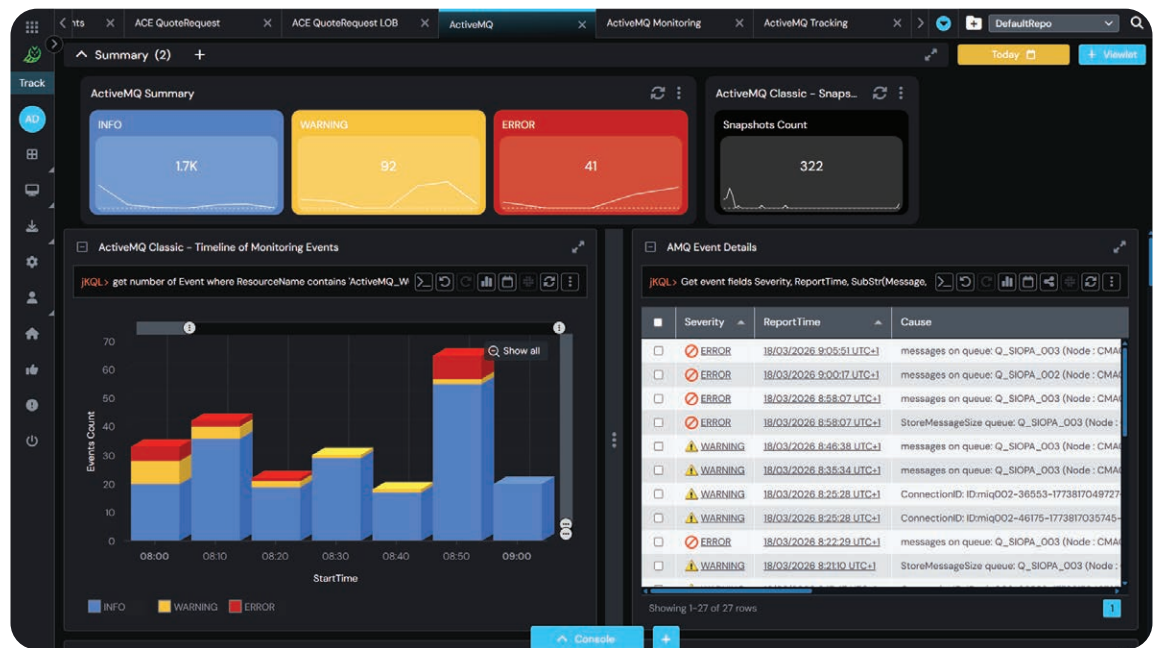 nts
ACE QuoteRequest
ACE QuoteRequest LOB
ActiveMQ
ActiveMQ Monitoring
ActiveMQ Tracking
DefaultRepo
Summary (2)
Today
+ Viewlet
Track
AD
ActiveMQ Summary
INFO
1.7K
WARNING
92
ERROR
41
ActiveMQ Classic - Snaps...
Snapshots Count
322
ActiveMQ Classic - Timeline of Monitoring Events
jKQL> get number of Event where ResourceName contains 'ActiveMQ_W
Show all
Events Count
70
60
50
40
30
20
10
0
08:00 08:10 08:20 08:30 08:40 08:50 09:00
StartTime
INFO WARNING ERROR
AMQ Event Details
jKQL> Get event fields Severity, ReportTime, SubStr(Message,
Severity ReportTime Cause
ERROR 18/03/2026 9:05:51 UTC+1 messages on queue: Q_SIOPA_003 (Node : CMA
ERROR 18/03/2026 9:00:17 UTC+1 messages on queue: Q_SIOPA_002 (Node : CMA
ERROR 18/03/2026 8:58:07 UTC+1 messages on queue: Q_SIOPA_003 (Node : CMA
ERROR 18/03/2026 8:58:07 UTC+1 StoreMessageSize queue: Q_SIOPA_003 (Node :
WARNING 18/03/2026 8:46:38 UTC+1 messages on queue: Q_SIOPA_003 (Node : CMA
WARNING 18/03/2026 8:35:34 UTC+1 messages on queue: Q_SIOPA_003 (Node : CMA
WARNING 18/03/2026 8:25:28 UTC+1 ConnectionID: ID:miq002-36553-1773817049727-
WARNING 18/03/2026 8:25:28 UTC+1 ConnectionID: ID:miq002-46175-1773817035745-
ERROR 18/03/2026 8:22:29 UTC+1 messages on queue: Q_SIOPA_003 (Node : CMA
WARNING 18/03/2026 8:21:10 UTC+1 StoreMessageSize queue: Q_SIOPA_003 (Node :
Showing 1-27 of 27 rows
1
Console
+